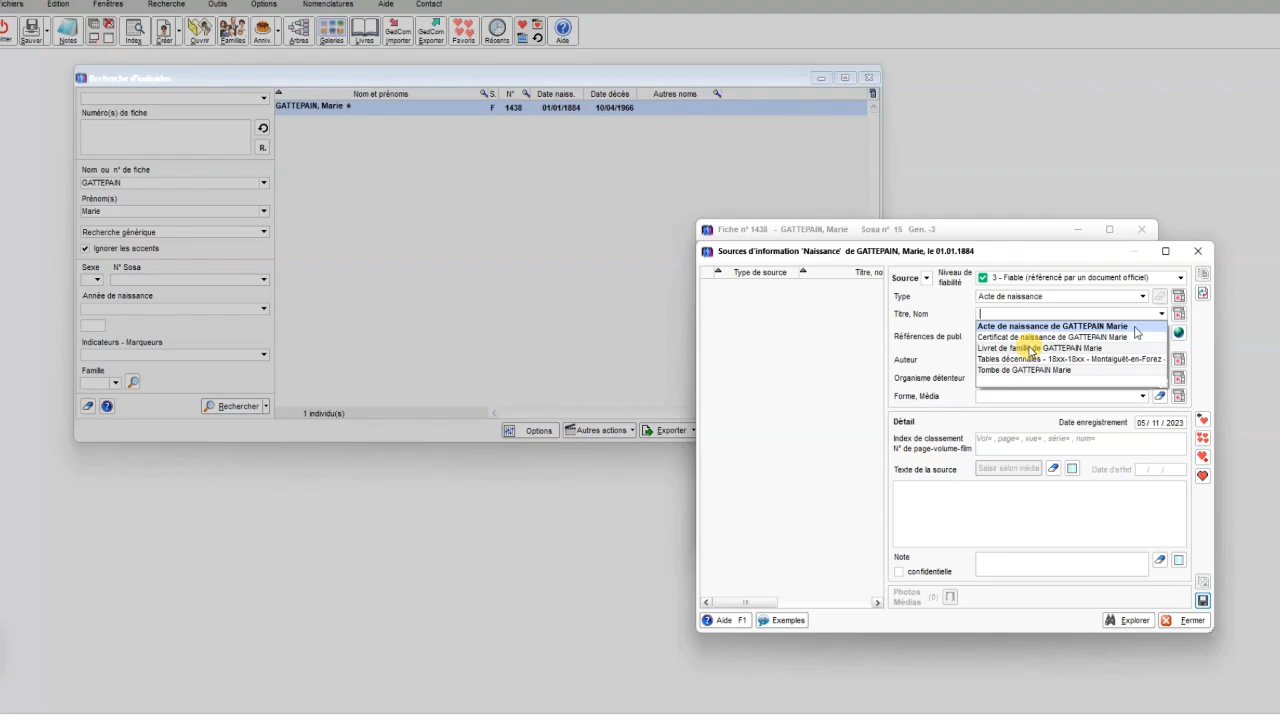 Fichiers Edition Fenêtres Recherche Outils Options Nomenclatures Aide Contact
Sauver Notes Index Créer Ouvrir Familles Anniv. Arbres Galeries Livres GedCom Importer GedCom Exporter Favoris Récents Aide
Recherche d'individus
Numéro(s) de fiche
R.
Nom ou n° de fiche
GATTEPAIN
Prénom(s)
Marie
Recherche générique
Ignorer les accents
Sexe N° Sosa
Année de naissance
Indicateurs - Marqueurs
Famille
Rechercher
Nom et prénoms S. N° Date naiss. Date décès Autres noms
GATTEPAIN, Marie ∗ F 1438 01/01/1884 10/04/1966
1 individu(s)
Options Autres actions Exporter
Fiche n° 1438 - GATTEPAIN, Marie Sosa n° 15 Gen. -3
Sources d'information 'Naissance' de GATTEPAIN, Marie, le 01.01.1884
Type de source Titre, no
Source Niveau de fiabilité 3 - Fiable (référencé par un document officiel)
Type Acte de naissance
Titre, Nom
Acte de naissance de GATTEPAIN Marie
Références de publ. Certificat de naissance de GATTEPAIN Marie
Livret de famille de GATTEPAIN Marie
Auteur Tables décennales - 18xx-18xx - Montaiguët-en-Forez -
Tombe de GATTEPAIN Marie
Organisme détenteur
Forme, Média
Détail Date enregistrement 05 / 11 / 2023
Index de classement
N° de page-volume-film
Vol= , page= , vue= , série= , num=
Texte de la source Saisir selon média Date d'effet / /
Note
confidentielle
Photos
Médias (0)
Aide F1 Exemples Explorer Fermer